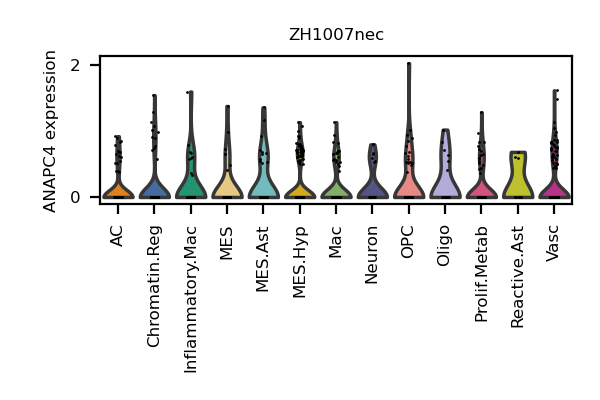 ZH1007nec
ANAPC4 expression
2
0
AC
Chromatin.Reg
Inflammatory.Mac
MES
MES.Ast
MES.Hyp
Mac
Neuron
OPC
Oligo
Prolif.Metab
Reactive.Ast
Vasc